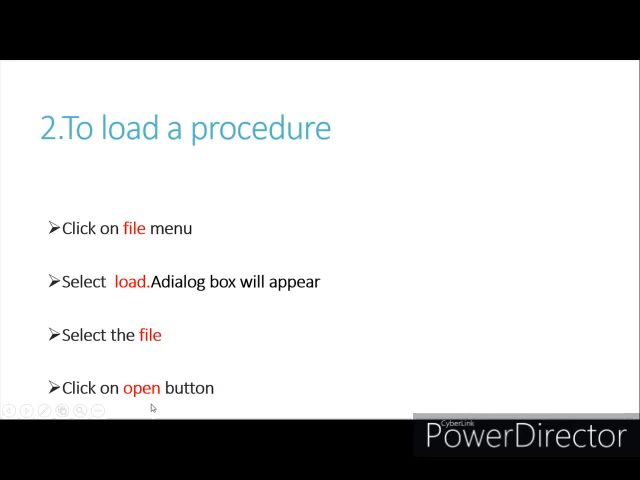 2.To load a procedure
➢Click on file menu
➢Select load.Adialog box will appear
➢Select the file
➢Click on open button
CyberLink
PowerDirector